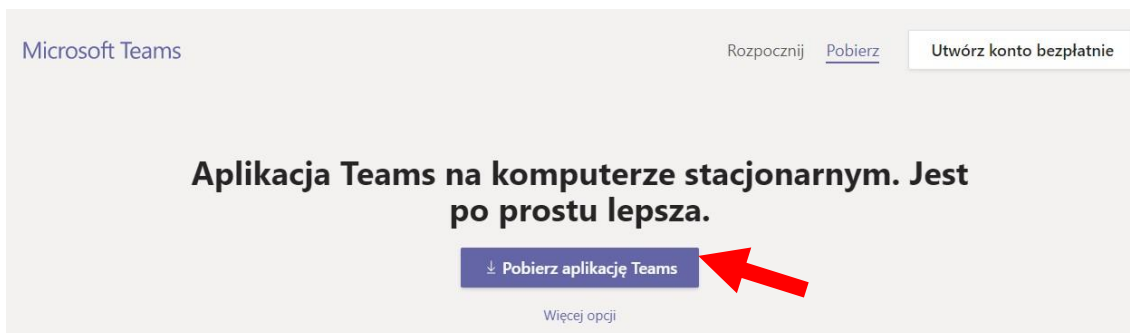 Microsoft Teams
Rozpocznij Pobierz Utwórz konto bezpłatnie
Aplikacja Teams na komputerze stacjonarnym. Jest
po prostu lepsza.
Pobierz aplikację Teams
Więcej opcji